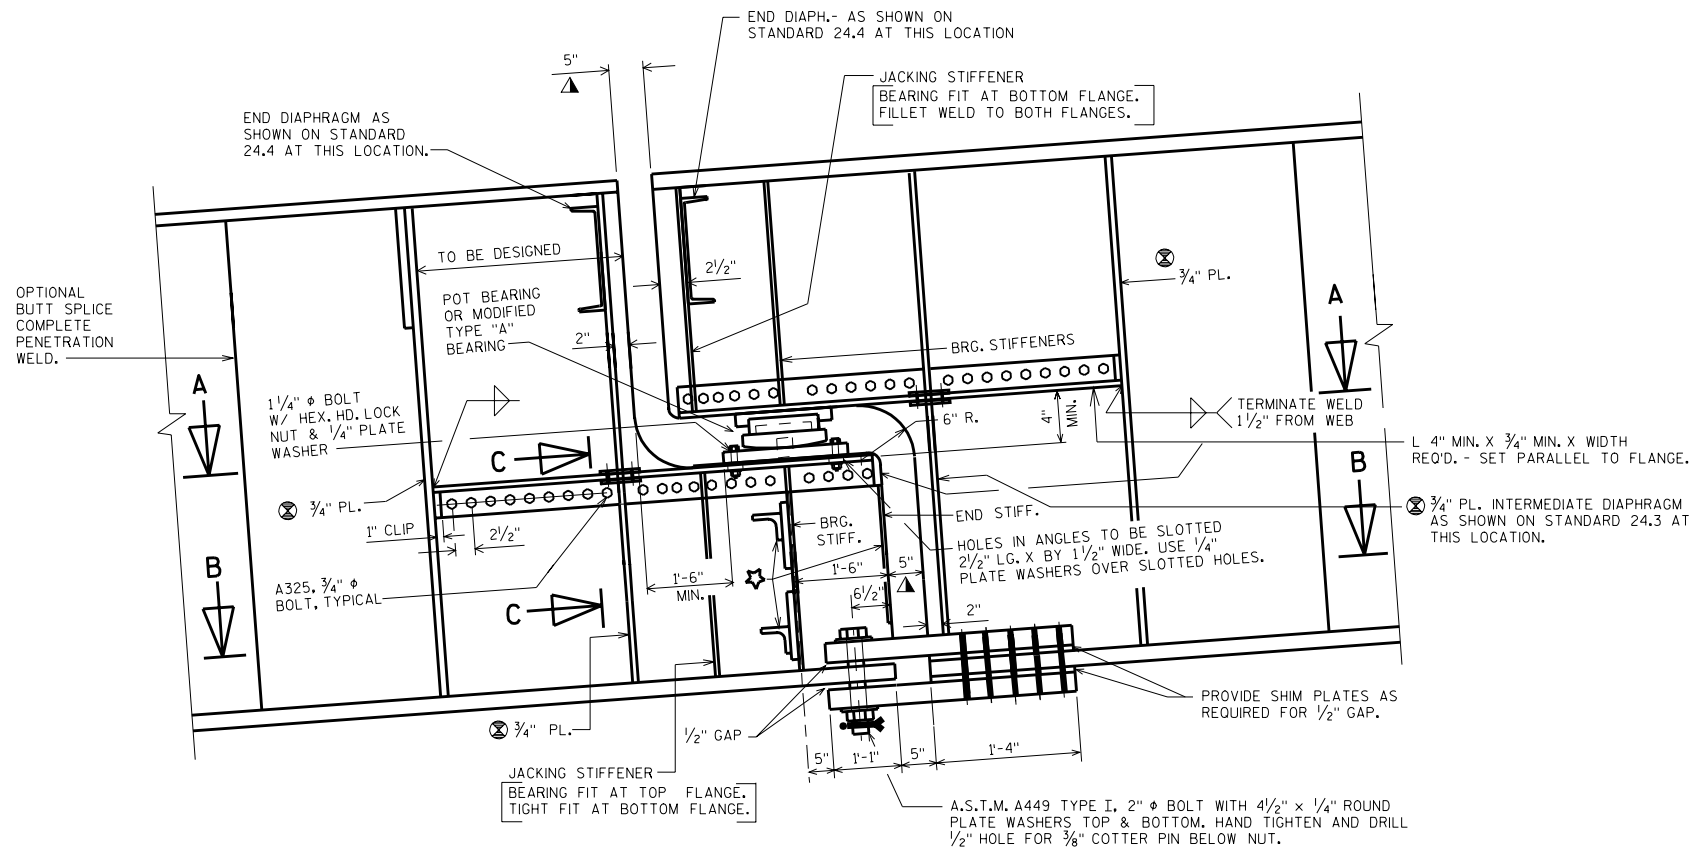 END DIAPH.- AS SHOWN ON
STANDARD 24.4 AT THIS LOCATION
5"
JACKING STIFFENER
BEARING FIT AT BOTTOM FLANGE.
FILLET WELD TO BOTH FLANGES.
END DIAPHRAGM AS
SHOWN ON STANDARD
24.4 AT THIS LOCATION.
TO BE DESIGNED
2½"
¾" PL.
OPTIONAL
BUTT SPLICE
COMPLETE
PENETRATION
WELD.
POT BEARING
OR MODIFIED
TYPE "A"
BEARING
2"
BRG. STIFFENERS
A
A
1¼" ϕ BOLT
W/ HEX. HD. LOCK
NUT & ¼" PLATE
WASHER
6" R.
4"
MIN.
TERMINATE WELD
1½" FROM WEB
L 4" MIN. X ¾" MIN. X WIDTH
REQ'D. - SET PARALLEL TO FLANGE.
C
B
¾" PL.
1" CLIP
2½"
BRG.
STIFF.
END STIFF.
¾" PL. INTERMEDIATE DIAPHRAGM
AS SHOWN ON STANDARD 24.3 AT
THIS LOCATION.
HOLES IN ANGLES TO BE SLOTTED
2½" LG. X BY 1½" WIDE. USE ¼"
PLATE WASHERS OVER SLOTTED HOLES.
B
A325, ¾" ϕ
BOLT, TYPICAL
1'-6"
MIN.
1'-6"
5"
6½"
C
2"
PROVIDE SHIM PLATES AS
REQUIRED FOR ½" GAP.
¾" PL.
½" GAP
5"
1'-1"
5"
1'-4"
JACKING STIFFENER
BEARING FIT AT TOP FLANGE.
TIGHT FIT AT BOTTOM FLANGE.
A.S.T.M. A449 TYPE I, 2" ϕ BOLT WITH 4½" x ¼" ROUND
PLATE WASHERS TOP & BOTTOM. HAND TIGHTEN AND DRILL
½" HOLE FOR ⅜" COTTER PIN BELOW NUT.